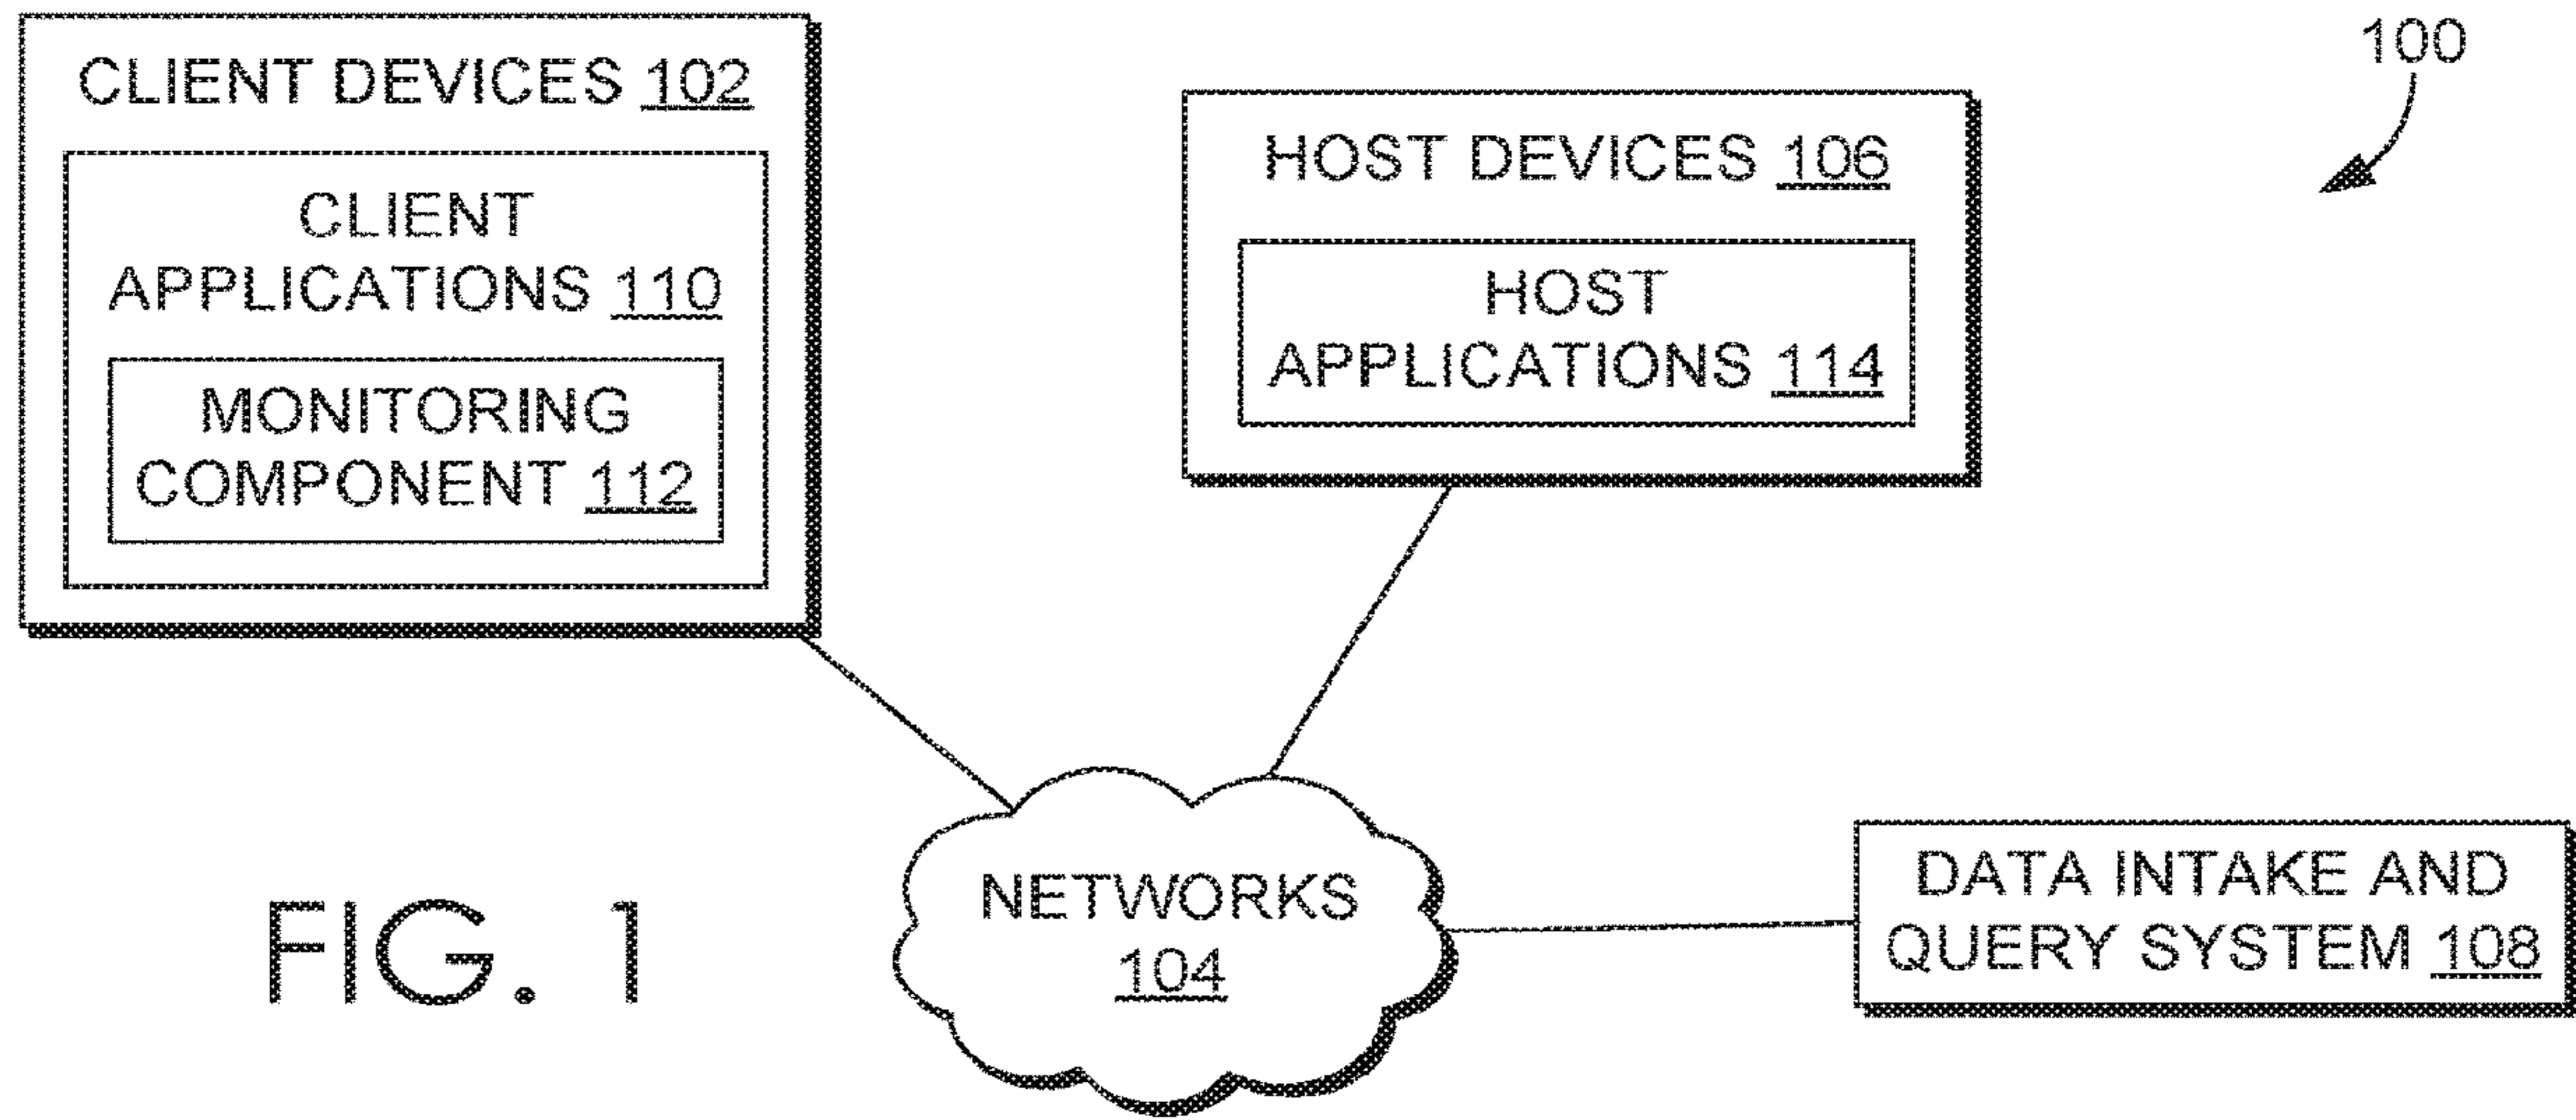 100
CLIENT DEVICES 102
CLIENT
APPLICATIONS 110
MONITORING
COMPONENT 112
HOST DEVICES 106
HOST
APPLICATIONS 114
NETWORKS
104
DATA INTAKE AND
QUERY SYSTEM 108
FIG. 1